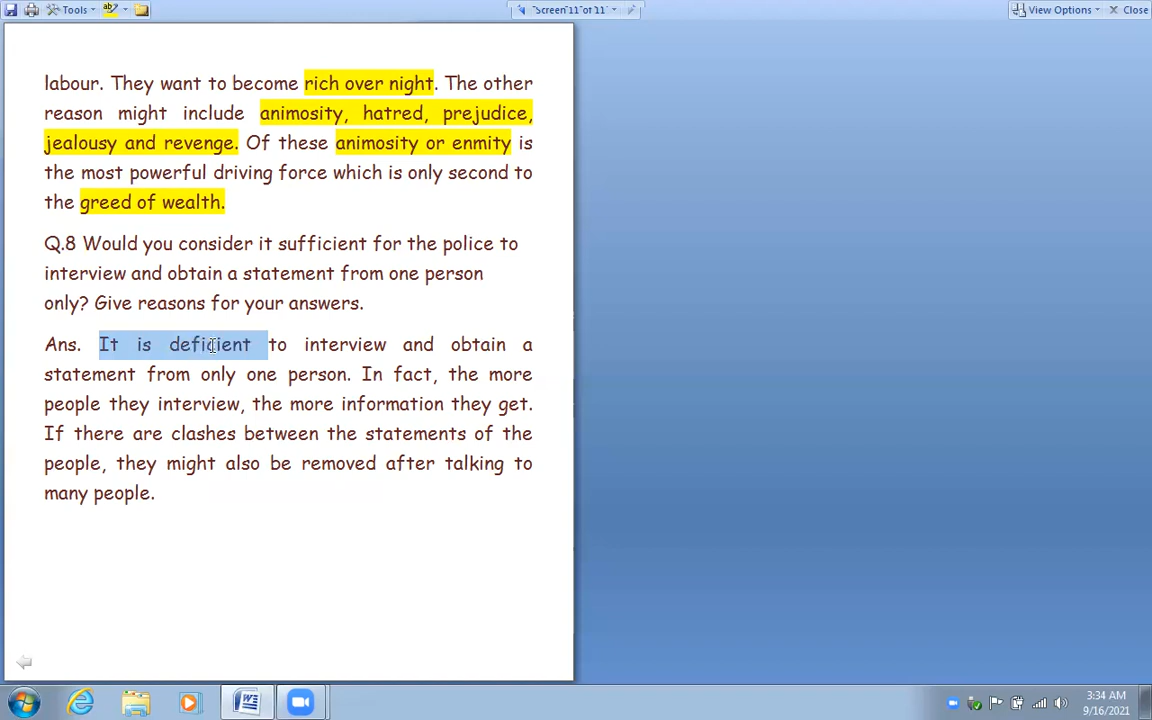 Tools
Screen 11 of 11
View Options
Close
labour. They want to become rich over night. The other
reason might include animosity, hatred, prejudice,
jealousy and revenge. Of these animosity or enmity is
the most powerful driving force which is only second to
the greed of wealth.
Q.8 Would you consider it sufficient for the police to
interview and obtain a statement from one person
only? Give reasons for your answers.
Ans. It is deficient to interview and obtain a
statement from only one person. In fact, the more
people they interview, the more information they get.
If there are clashes between the statements of the
people, they might also be removed after talking to
many people.
3:34 AM
9/16/2021